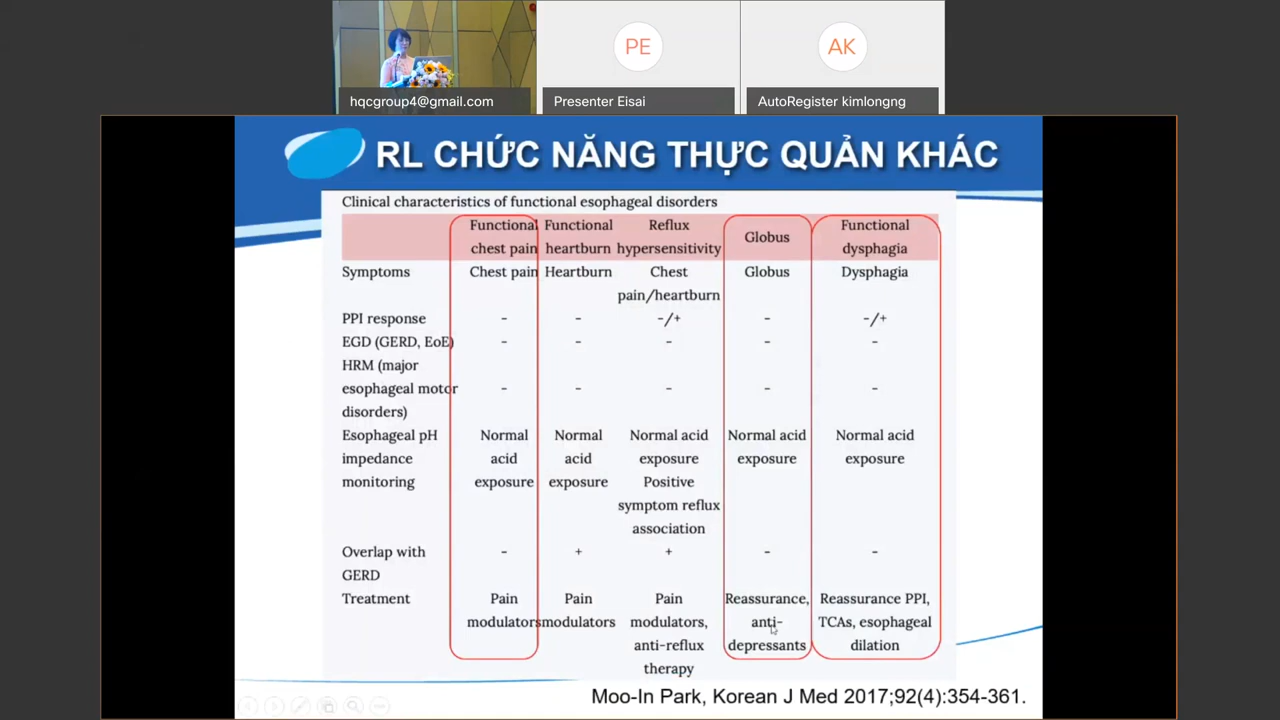 PE
AK
hqcgroup4@gmail.com
Presenter Eisai
AutoRegister kimlongng
RL CHỨC NĂNG THỰC QUẢN KHÁC
Clinical characteristics of functional esophageal disorders
Functional Functional Reflux Globus Functional
chest pain heartburn hypersensitivity dysphagia
Symptoms Chest pain Heartburn Chest Globus Dysphagia
pain/heartburn
PPI response - - -/+ - -/+
EGD (GERD, EoE) - - - - -
HRM (major
esophageal motor - - - - -
disorders)
Esophageal pH Normal Normal Normal acid Normal acid Normal acid
impedance acid acid exposure exposure exposure
monitoring exposure exposure Positive
symptom reflux
association
Overlap with - + + - -
GERD
Treatment Pain Pain Pain Reassurance, Reassurance PPI,
modulators modulators modulators, anti- TCAs, esophageal
anti-reflux depressants dilation
therapy
Moo-In Park, Korean J Med 2017;92(4):354-361.